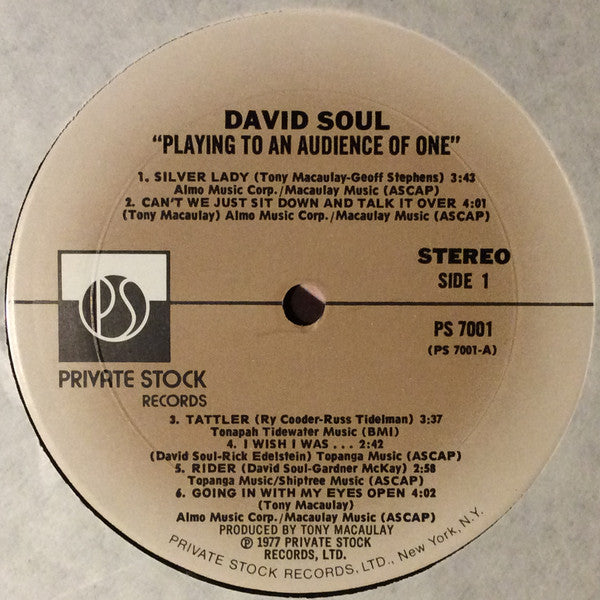 DAVID SOUL
"PLAYING TO AN AUDIENCE OF ONE"
1. SILVER LADY (Tony Macaulay-Geoff Stephens) 3:43
Almo Music Corp./Macaulay Music (ASCAP)
2. CAN'T WE JUST SIT DOWN AND TALK IT OVER 4:01
(Tony Macaulay) Almo Music Corp./Macaulay Music (ASCAP)
STEREO
SIDE 1
PS
PS 7001
(PS 7001-A)
PRIVATE STOCK
RECORDS
3. TATTLER (Ry Cooder-Russ Tidelman) 3:37
Tonapah Tidewater Music (BMI)
4. I WISH I WAS . . . 2:42
(David Soul-Rick Edelstein) Topanga Music (ASCAP)
5. RIDER (David Soul-Gardner McKay) 2:58
Topanga Music/Shiptree Music (ASCAP)
6. GOING IN WITH MY EYES OPEN 4:02
(Tony Macaulay)
Almo Music Corp./Macaulay Music (ASCAP)
PRODUCED BY TONY MACAULAY
℗ 1977 PRIVATE STOCK
RECORDS, LTD.
PRIVATE STOCK RECORDS, LTD., New York, N.Y.